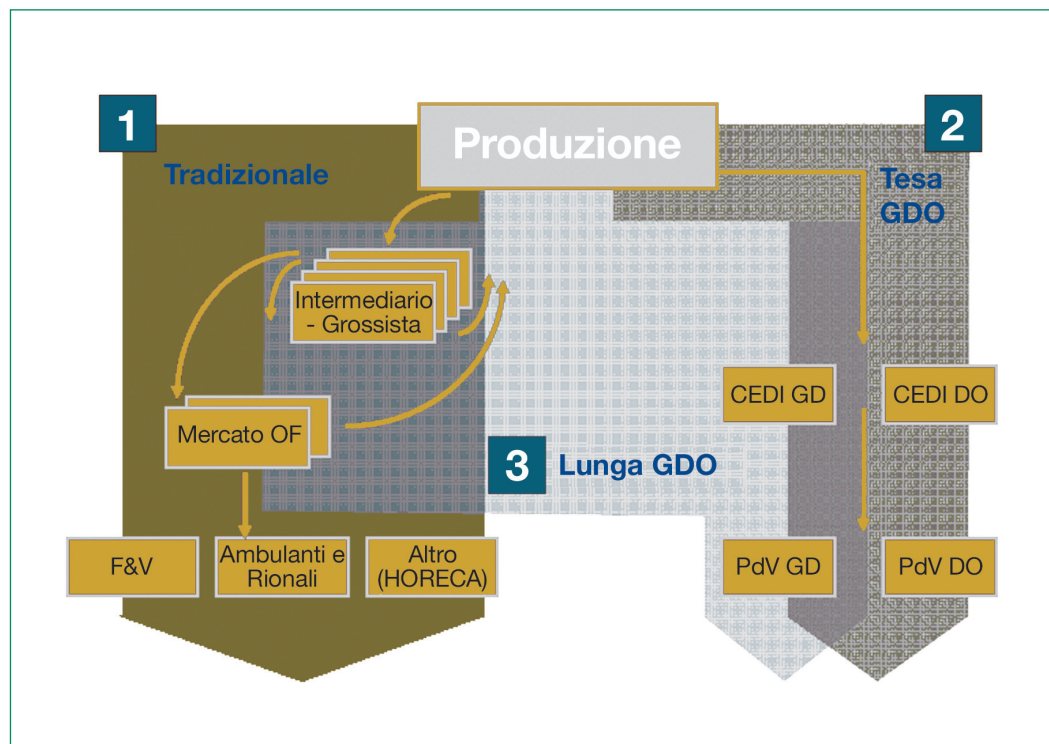 1
Produzione
2
Tradizionale
Tesa
GDO
Intermediario
- Grossista
CEDI GD
CEDI DO
Mercato OF
3
Lunga GDO
F&V
Ambulanti e
Rionali
Altro
(HORECA)
PdV GD
PdV DO